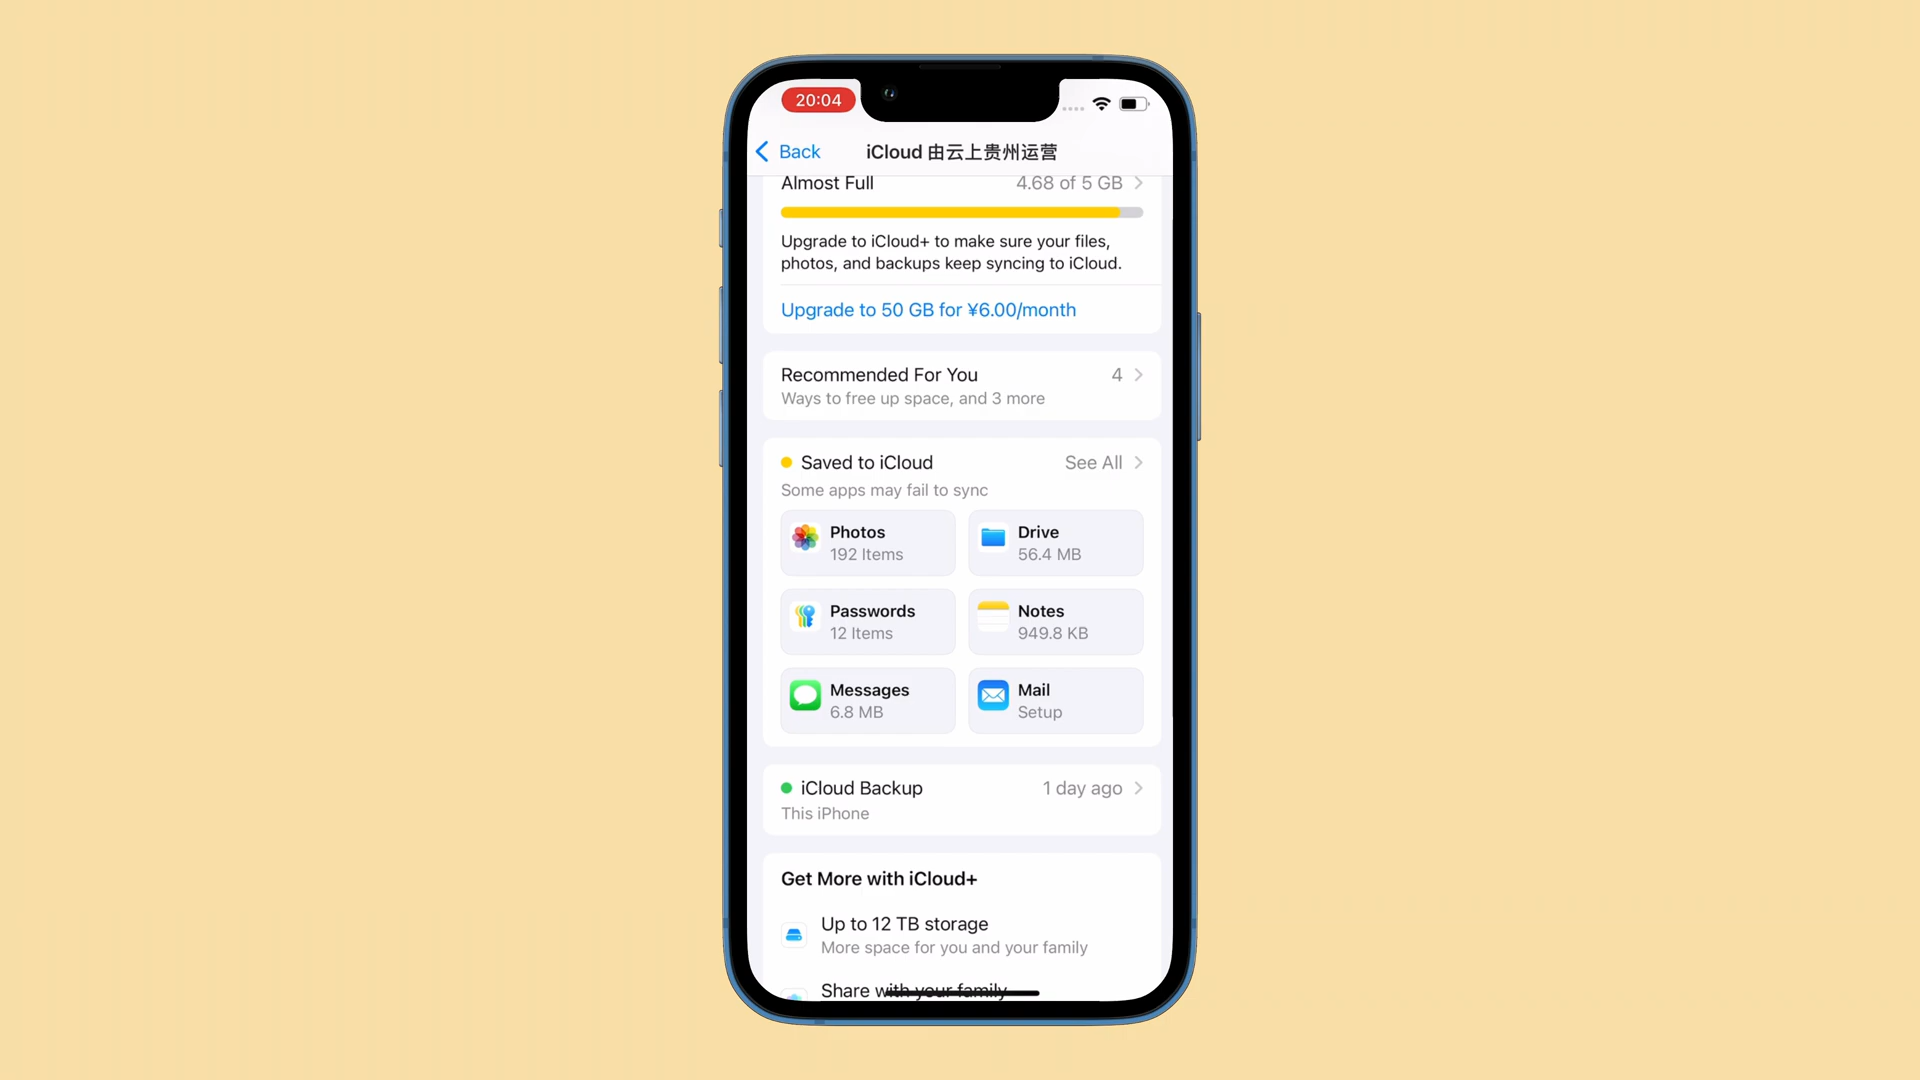 20:04
Back
iCloud 由云上贵州运营
Almost Full
4.68 of 5 GB
Upgrade to iCloud+ to make sure your files,
photos, and backups keep syncing to iCloud.
Upgrade to 50 GB for ¥6.00/month
Recommended For You
4
Ways to free up space, and 3 more
Saved to iCloud
See All
Some apps may fail to sync
Photos
192 Items
Drive
56.4 MB
Passwords
12 Items
Notes
949.8 KB
Messages
6.8 MB
Mail
Setup
iCloud Backup
1 day ago
This iPhone
Get More with iCloud+
Up to 12 TB storage
More space for you and your family
Share with your family